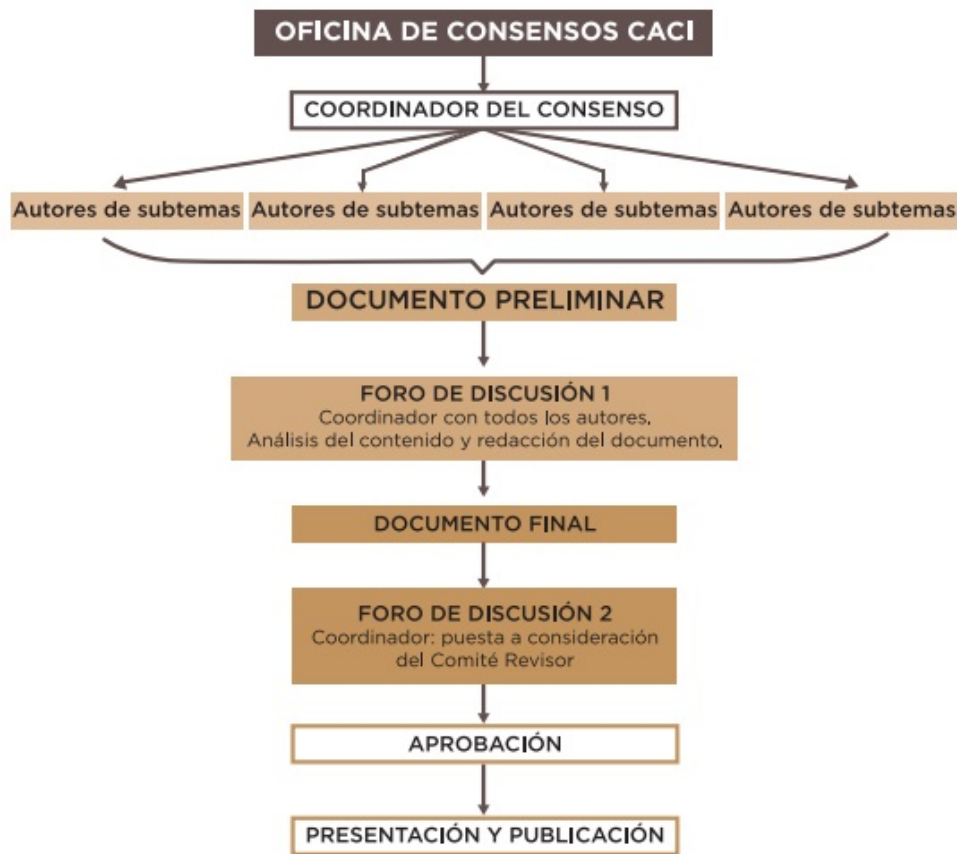 OFICINA DE CONSENSOS CACI
COORDINADOR DEL CONSENSO
Autores de subtemas
Autores de subtemas
Autores de subtemas
Autores de subtemas
DOCUMENTO PRELIMINAR
FORO DE DISCUSIÓN 1
Coordinador con todos los autores.
Análisis del contenido y redacción del documento.
DOCUMENTO FINAL
FORO DE DISCUSIÓN 2
Coordinador: puesta a consideración
del Comité Revisor
APROBACIÓN
PRESENTACIÓN Y PUBLICACIÓN